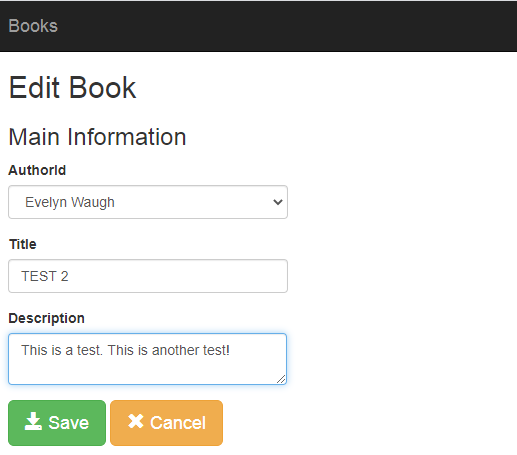 Books
Edit Book
Main Information
AuthorId
Evelyn Waugh
Title
TEST 2
Description
This is a test. This is another test!
Save Cancel